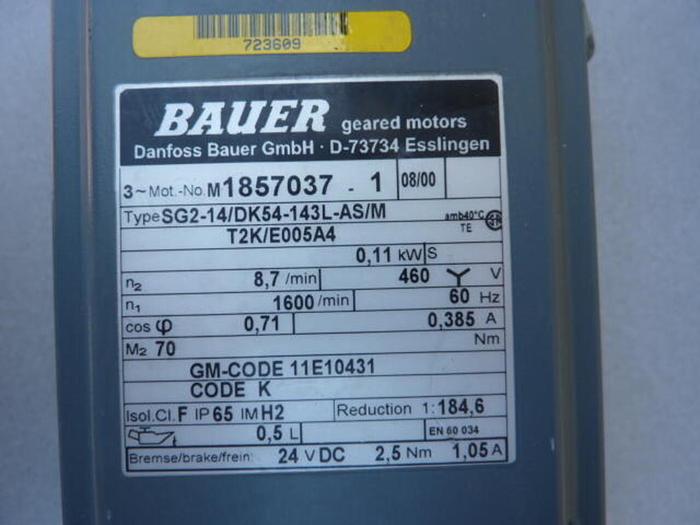 723609
BAUER geared motors
Danfoss Bauer GmbH · D-73734 Esslingen
3~ Mot.-No. M 1857037 - 1 08/00
Type SG2-14/DK54-143L-AS/M amb40°C
T2K/E005A4 TE
0,11 kW S
n2 8,7 /min 460 V
n1 1600 /min 60 Hz
cos φ 0,71 0,385 A
M2 70 Nm
GM-CODE 11E10431
CODE K
Isol.Cl. F IP 65 IM H2 Reduction 1: 184,6
0,5 L EN 60 034
Bremse/brake/frein: 24 V DC 2,5 Nm 1,05 A